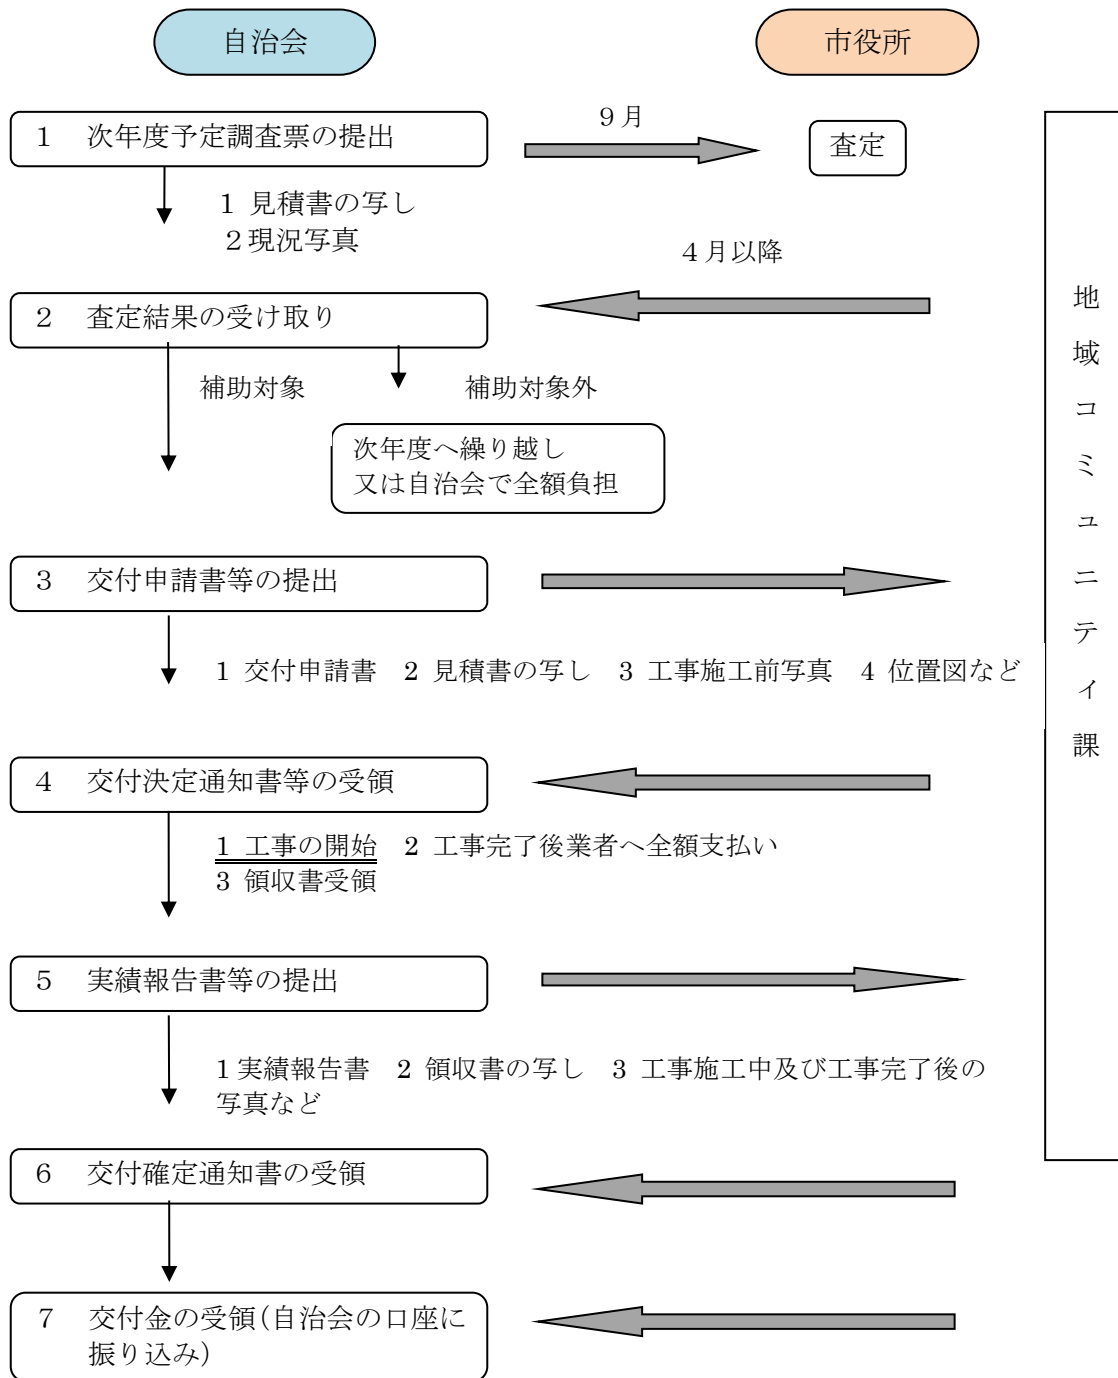 自治会
市役所
1 次年度予定調査票の提出
9月
査定
1 見積書の写し
2現況写真
4月以降
2 査定結果の受け取り
補助対象
補助対象外
次年度へ繰り越し
又は自治会で全額負担
3 交付申請書等の提出
1 交付申請書 2 見積書の写し 3 工事施工前写真 4 位置図など
4 交付決定通知書等の受領
1 工事の開始 2 工事完了後業者へ全額支払い
3 領収書受領
5 実績報告書等の提出
1実績報告書 2 領収書の写し 3 工事施工中及び工事完了後の
写真など
6 交付確定通知書の受領
7 交付金の受領(自治会の口座に
振り込み)
地域コミュニティ課